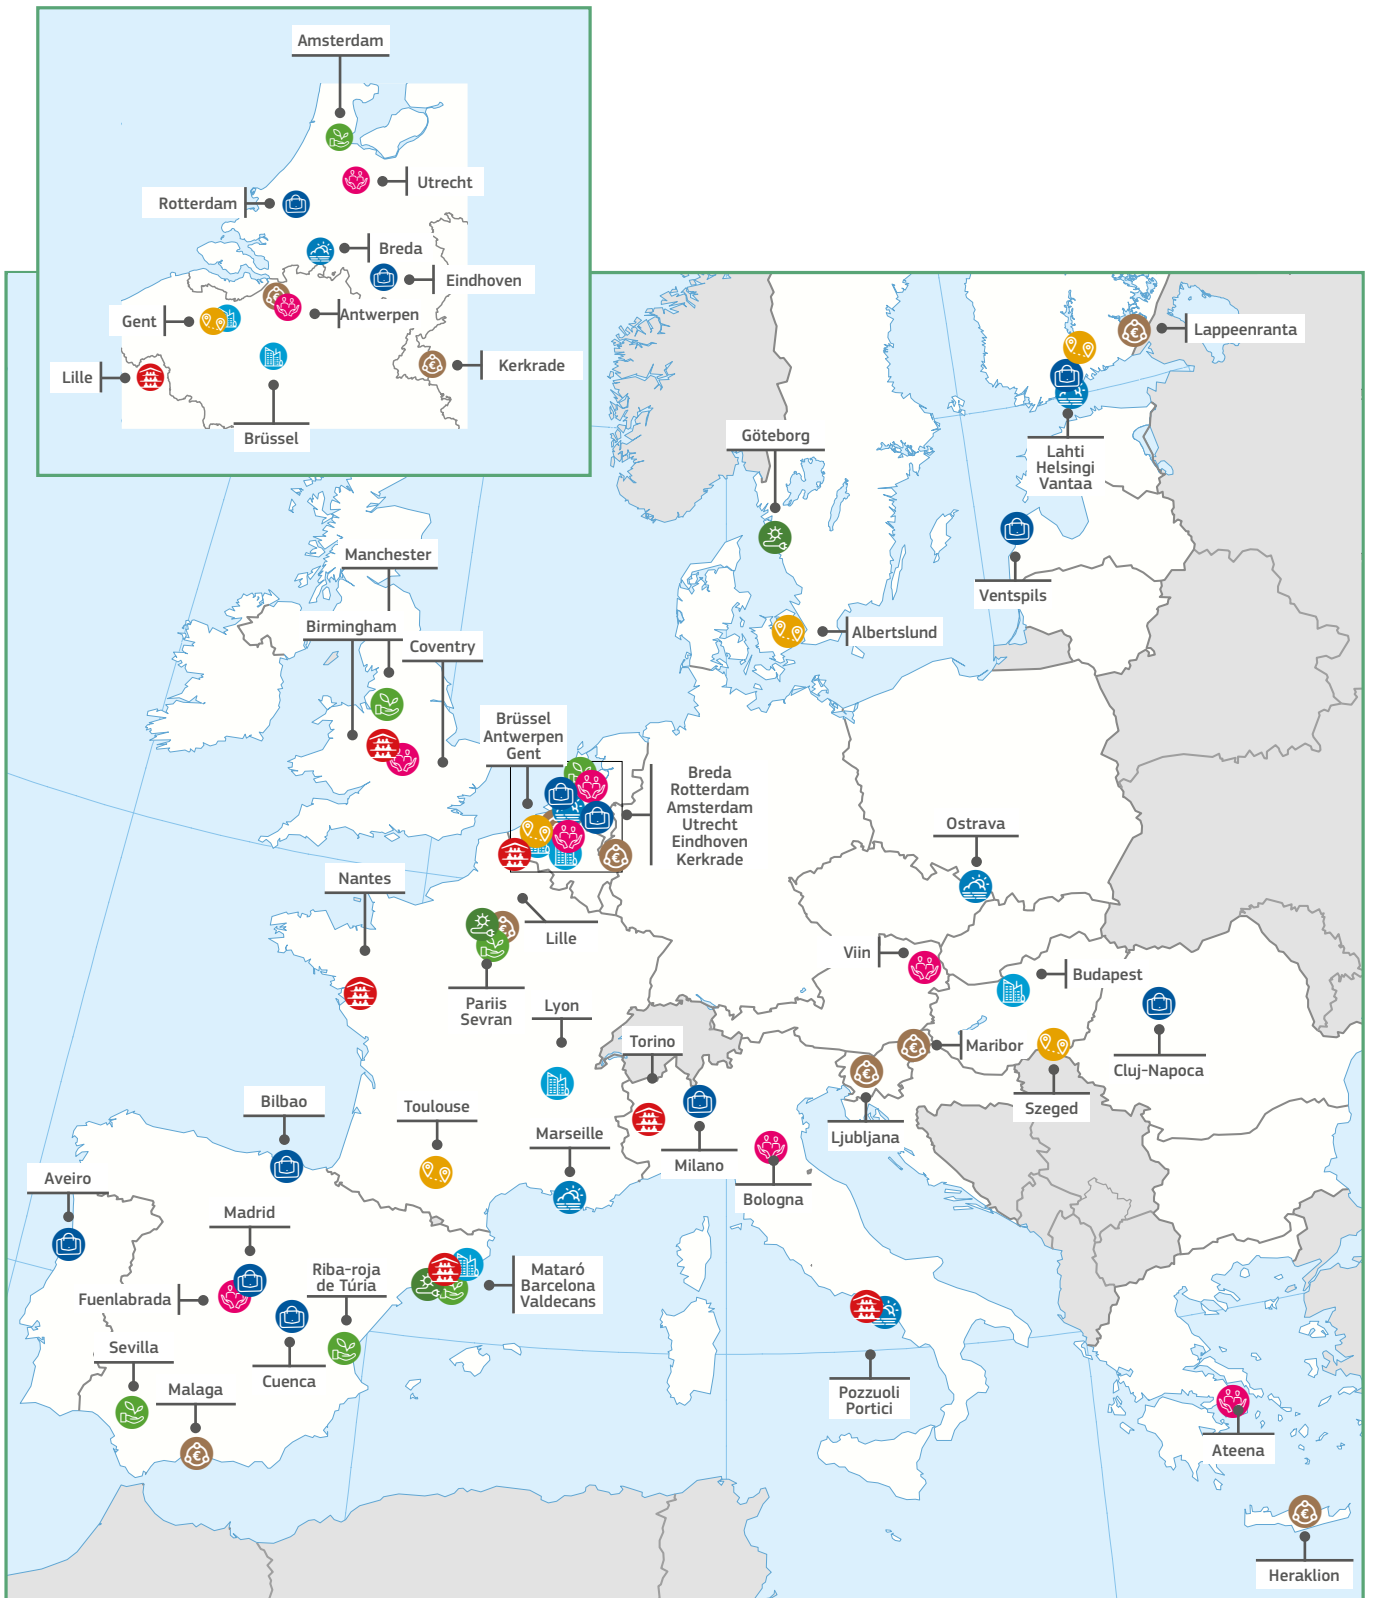 Amsterdam
Utrecht
Rotterdam
Breda
Eindhoven
Gent
Antwerpen
Lille
Kerkrade
Brüssel
Lappeenranta
Göteborg
Lahti
Helsingi
Vantaa
Manchester
Ventspils
Birmingham
Coventry
Albertslund
Brüssel
Antwerpen
Gent
Breda
Rotterdam
Amsterdam
Utrecht
Eindhoven
Kerkrade
Ostrava
Nantes
Lille
Viin
Budapest
Pariis
Sevran
Lyon
Torino
Maribor
Cluj-Napoca
Bilbao
Toulouse
Szeged
Marseille
Ljubljana
Milano
Aveiro
Bologna
Madrid
Riba-roja
de Túria
Mataró
Barcelona
Valdecans
Fuenlabrada
Sevilla
Cuenca
Malaga
Pozzuoli
Portici
Ateena
Heraklion